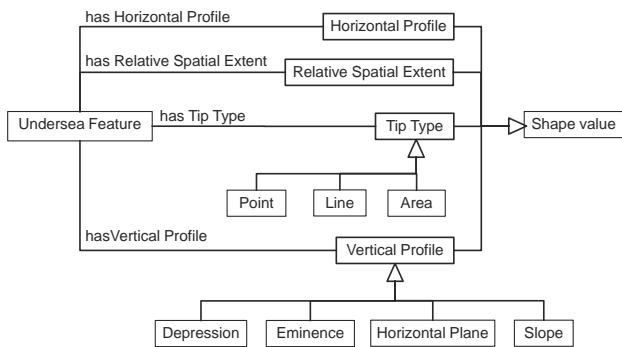 has Horizontal Profile
Horizontal Profile
has Relative Spatial Extent
Relative Spatial Extent
Undersea Feature
has Tip Type
Tip Type
Shape value
Point
Line
Area
hasVertical Profile
Vertical Profile
Depression
Eminence
Horizontal Plane
Slope